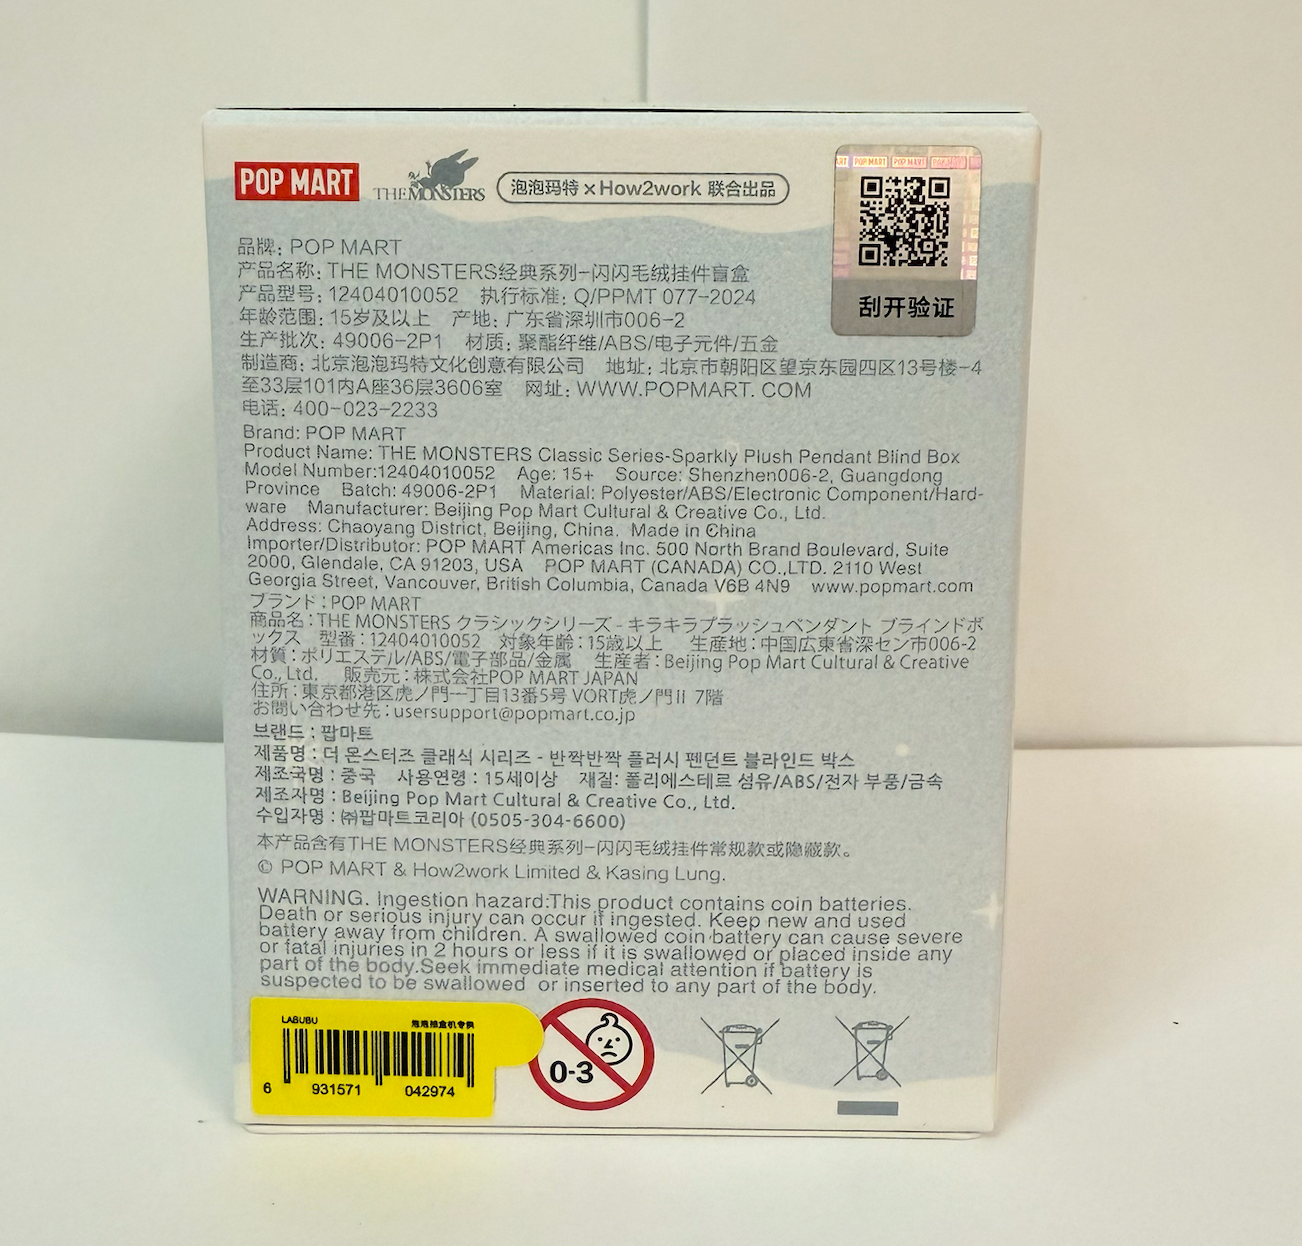 POP MART
THE MONSTERS
泡泡玛特 × How2work 联合出品
POP MART POP MART
刮开验证
品牌: POP MART
产品名称: THE MONSTERS经典系列-闪闪毛绒挂件盲盒
产品型号: 12404010052 执行标准: Q/PPMT 077-2024
年龄范围: 15岁及以上 产地: 广东省深圳市006-2
生产批次: 49006-2P1 材质: 聚酯纤维/ABS/电子元件/五金
制造商: 北京泡泡玛特文化创意有限公司 地址: 北京市朝阳区望京东园四区13号楼-4
至33层101内A座36层3606室 网址: WWW.POPMART. COM
电话: 400-023-2233
Brand: POP MART
Product Name: THE MONSTERS Classic Series-Sparkly Plush Pendant Blind Box
Model Number:12404010052 Age: 15+ Source: Shenzhen006-2, Guangdong
Province Batch: 49006-2P1 Material: Polyester/ABS/Electronic Component/Hard-
ware Manufacturer: Beijing Pop Mart Cultural & Creative Co., Ltd.
Address: Chaoyang District, Beijing, China. Made in China
Importer/Distributor: POP MART Americas Inc. 500 North Brand Boulevard, Suite
2000, Glendale, CA 91203, USA POP MART (CANADA) CO.,LTD. 2110 West
Georgia Street, Vancouver, British Columbia, Canada V6B 4N9 www.popmart.com
ブランド：POP MART
商品名：THE MONSTERS クラシックシリーズ - キラキラプラッシュペンダント ブラインドボ
ックス 型番：12404010052 対象年齢：15歳以上 生産地：中国広東省深セン市006-2
材質：ポリエステル/ABS/電子部品/金属 生産者：Beijing Pop Mart Cultural & Creative
Co., Ltd. 販売元：株式会社POP MART JAPAN
住所：東京都港区虎ノ門一丁目13番5号 VORT虎ノ門II 7階
お問い合わせ先：usersupport@popmart.co.jp
브랜드 : 팝마트
제품명 : 더 몬스터즈 클래식 시리즈 - 반짝반짝 플러시 펜던트 블라인드 박스
제조국명 : 중국 사용연령 : 15세이상 재질: 폴리에스테르 섬유/ABS/전자 부품/금속
제조자명 : Beijing Pop Mart Cultural & Creative Co., Ltd.
수입자명 : ㈜팝마트코리아 (0505-304-6600)
本产品含有THE MONSTERS经典系列-闪闪毛绒挂件常规款或隐藏款。
© POP MART & How2work Limited & Kasing Lung.
WARNING. Ingestion hazard:This product contains coin batteries.
Death or serious injury can occur if ingested. Keep new and used
battery away from children. A swallowed coin battery can cause severe
or fatal injuries in 2 hours or less if it is swallowed or placed inside any
part of the body.Seek immediate medical attention if battery is
suspected to be swallowed or inserted to any part of the body.
LABUBU 泡泡抽盒机专供
6 931571 042974
0-3